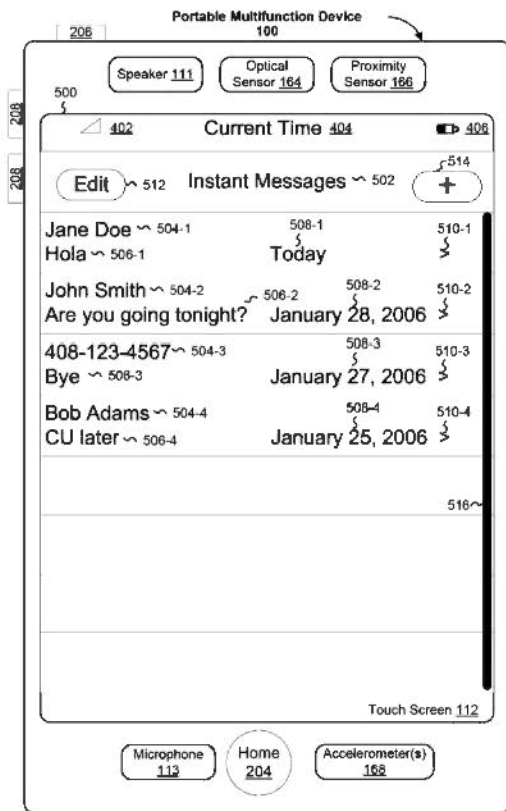 206
Portable Multifunction Device
100
Speaker 111
Optical Sensor 164
Proximity Sensor 166
208
208
500
402
Current Time 404
406
Edit 512
Instant Messages 502
514
+
Jane Doe 504-1
508-1
510-1
Hola 506-1
Today
John Smith 504-2
506-2
508-2
510-2
Are you going tonight?
January 28, 2006
408-123-4567 504-3
508-3
510-3
Bye 506-3
January 27, 2006
Bob Adams 504-4
508-4
510-4
CU later 506-4
January 25, 2006
516
Touch Screen 112
Microphone 113
Home 204
Accelerometer(s) 168